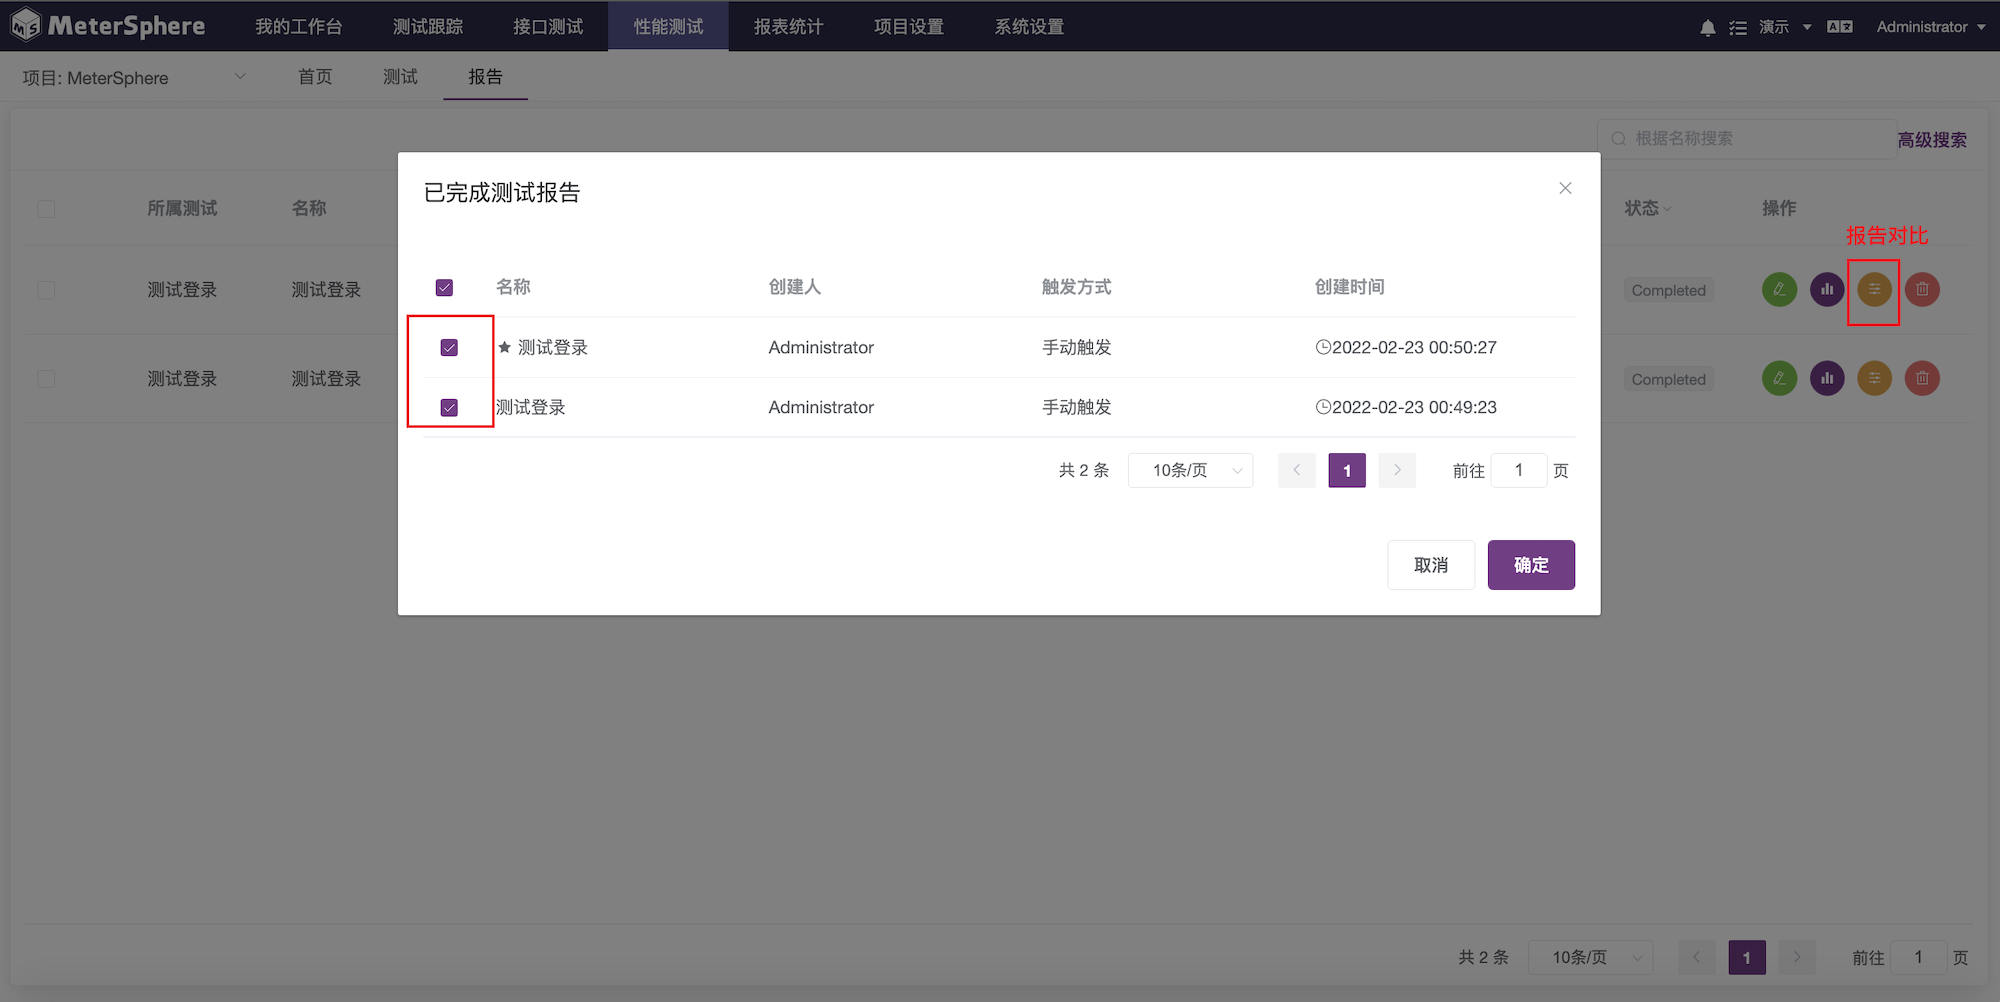 MeterSphere 我的工作台 测试跟踪 接口测试 性能测试 报表统计 项目设置 系统设置 演示 Administrator
项目: MeterSphere 首页 测试 报告
根据名称搜索 高级搜索
所属测试 名称 状态 操作
报告对比
测试登录 测试登录 Completed
测试登录 测试登录 Completed
已完成测试报告
名称 创建人 触发方式 创建时间
测试登录 Administrator 手动触发 2022-02-23 00:50:27
测试登录 Administrator 手动触发 2022-02-23 00:49:23
共 2 条 10条/页 1 前往 1 页
取消 确定
共 2 条 10条/页 1 前往 1 页